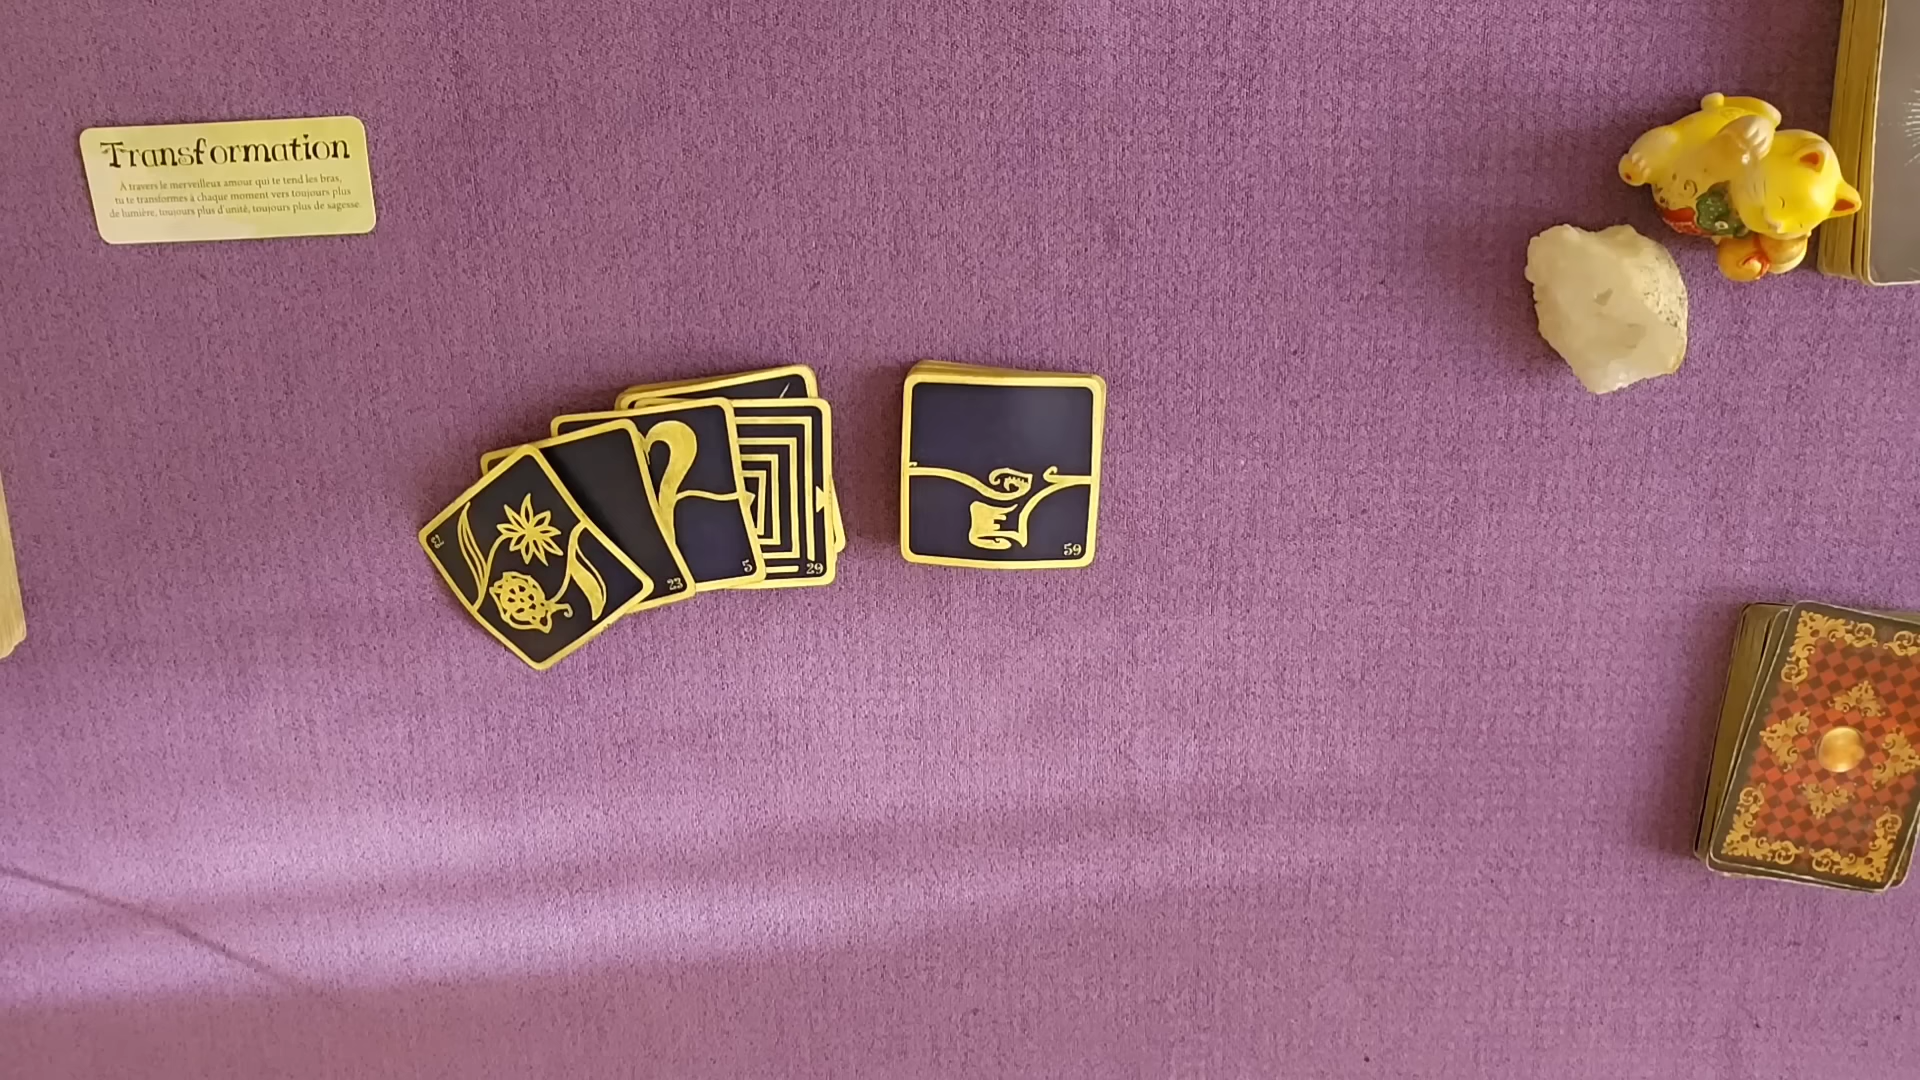 Transformation
À travers le merveilleux amour qui te tend les bras,
tu te transformes à chaque moment vers toujours plus
de lumière, toujours plus d'unité, toujours plus de sagesse.
23
5
29
59